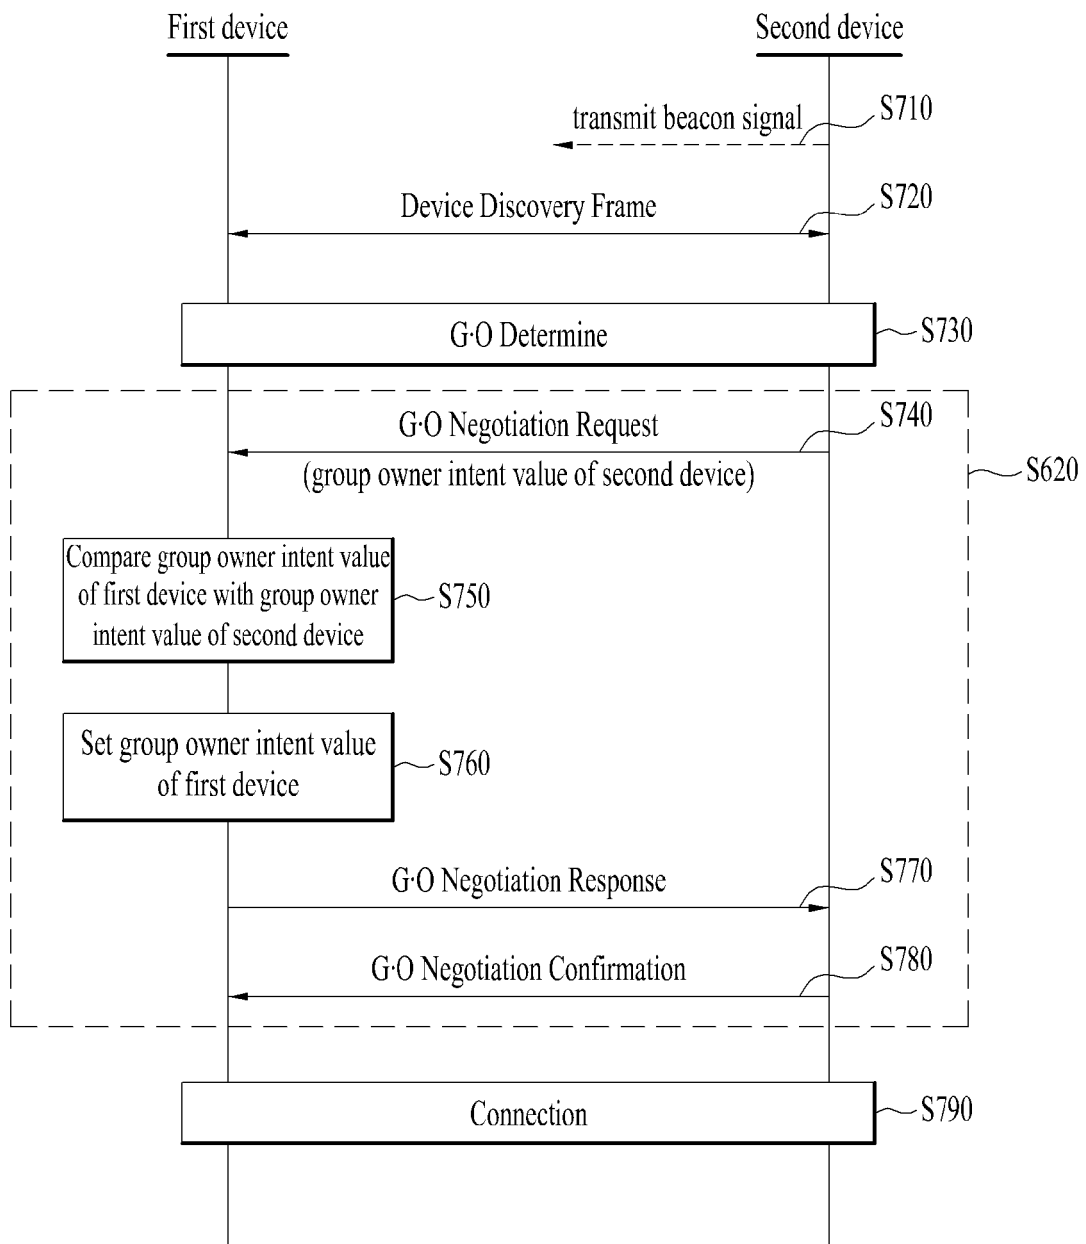 First device
Second device
transmit beacon signal
S710
Device Discovery Frame
S720
G·O Determine
S730
G·O Negotiation Request
S740
(group owner intent value of second device)
S620
Compare group owner intent value
of first device with group owner
intent value of second device
S750
Set group owner intent value
of first device
S760
G·O Negotiation Response
S770
G·O Negotiation Confirmation
S780
Connection
S790